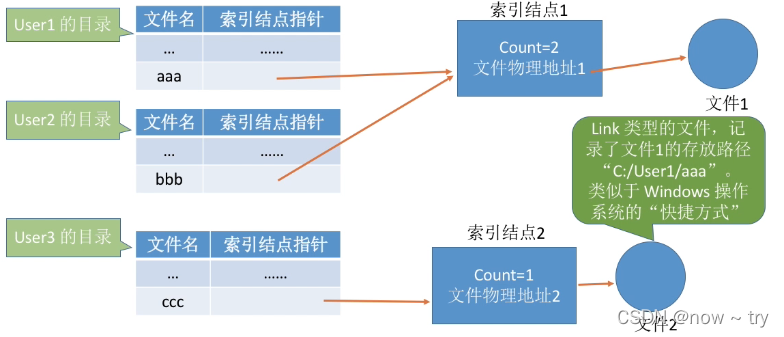 User1 的目录
文件名 索引结点指针
... ......
aaa
索引结点1
Count=2
文件物理地址1
文件1
User2 的目录
文件名 索引结点指针
... ......
bbb
Link 类型的文件，记
录了文件1的存放路径
“C:/User1/aaa”。
类似于 Windows 操作
系统的“快捷方式”
User3 的目录
文件名 索引结点指针
... ......
ccc
索引结点2
Count=1
文件物理地址2
文件2
CSDN @now ~ try